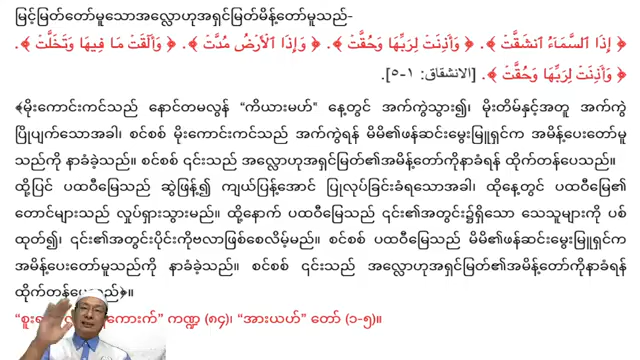 မြင့်မြတ်တော်မူသောအလ္လောဟုအရှင်မြတ်မိန့်တော်မူသည်-
﴿ إِذَا ٱلسَّمَآءُ ٱنشَقَّتۡ ﴾. ﴿ وَأَذِنَتۡ لِرَبِّهَا وَحُقَّتۡ ﴾. ﴿ وَإِذَا ٱلۡأَرۡضُ مُدَّتۡ ﴾. ﴿ وَأَلۡقَتۡ مَا فِيهَا وَتَخَلَّتۡ ﴾.
﴿ وَأَذِنَتۡ لِرَبِّهَا وَحُقَّتۡ ﴾. [الانشقاق: ١-٥].
﴾မိုးကောင်းကင်သည် နောင်တမလွန် “ကိယာမဟ်" နေ့တွင် အက်ကွဲသွား၍၊ မိုးတိမ်နှင့်အတူ အက်ကွဲ
ပြိုပျက်သောအခါ၊ စင်စစ် မိုးကောင်းကင်သည် အက်ကွဲရန် မိမိ၏ဖန်ဆင်းမွေးမြူရှင်က အမိန့်ပေးတော်မူ
သည်ကို နာခံခဲ့သည်။ စင်စစ် ၎င်းသည် အလ္လောဟုအရှင်မြတ်၏အမိန့်တော်ကိုနာခံရန် ထိုက်တန်ပေသည်။
ထို့ပြင် ပထဝီမြေသည် ဆွဲဖြန့်၍ ကျယ်ပြန့်အောင် ပြုလုပ်ခြင်းခံရသောအခါ၊ ထိုနေ့တွင် ပထဝီမြေ၏
တောင်များသည် လှုပ်ရှားသွားမည်။ ထို့နောက် ပထဝီမြေသည် ၎င်း၏အတွင်း၌ရှိသော သေသူများကို ပစ်
ထုတ်၍၊ ၎င်း၏အတွင်းပိုင်းကိုဗလာဖြစ်စေလိမ့်မည်။ စင်စစ် ပထဝီမြေသည် မိမိ၏ဖန်ဆင်းမွေးမြူရှင်က
အမိန့်ပေးတော်မူသည်ကို နာခံခဲ့သည်။ စင်စစ် ၎င်းသည် အလ္လောဟုအရှင်မြတ်၏အမိန့်တော်ကိုနာခံရန်
ထိုက်တန်ပေသည်﴿။
ကောက်” ကဏ္ဍ (၈၄)၊ “အားယဟ်” တော် (၁-၅)။